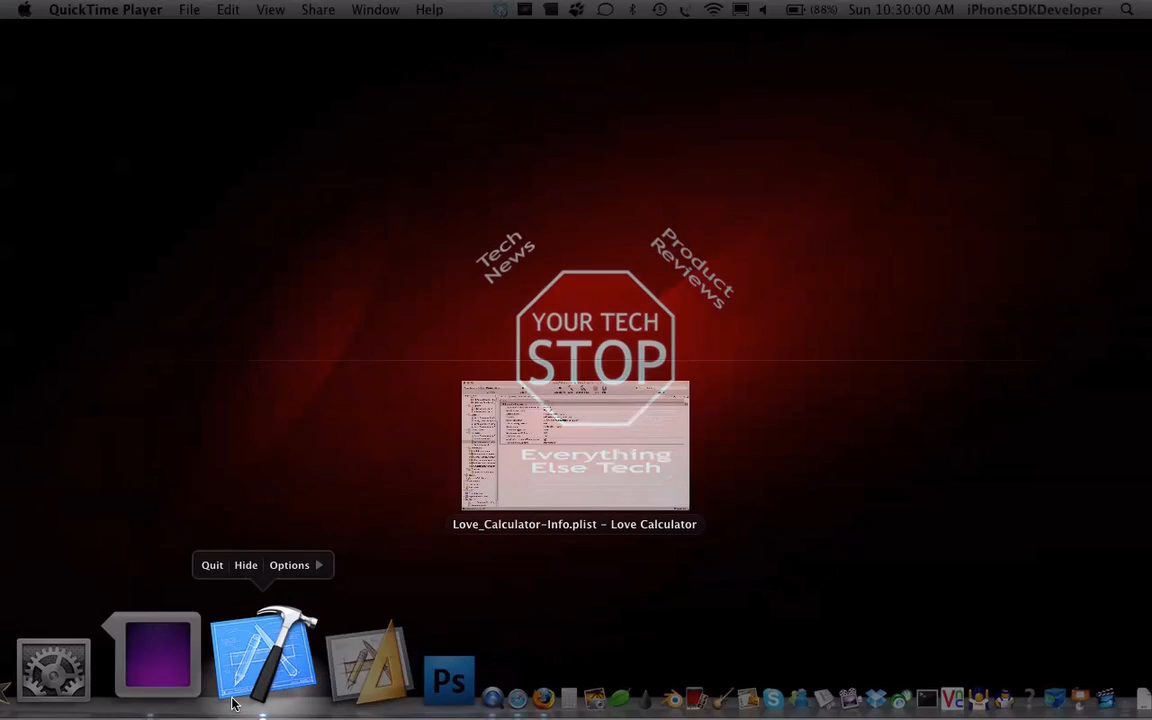 QuickTime Player File Edit View Share Window Help (88%) Sun 10:30:00 AM iPhoneSDKDeveloper
Tech
News
Product
Reviews
YOUR TECH
STOP
Everything
Else Tech
Love_Calculator-Info.plist - Love Calculator
Quit Hide Options
Ps